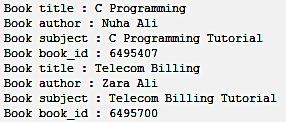 Book title : C Programming
Book author : Nuha Ali
Book subject : C Programming Tutorial
Book book_id : 6495407
Book title : Telecom Billing
Book author : Zara Ali
Book subject : Telecom Billing Tutorial
Book book_id : 6495700